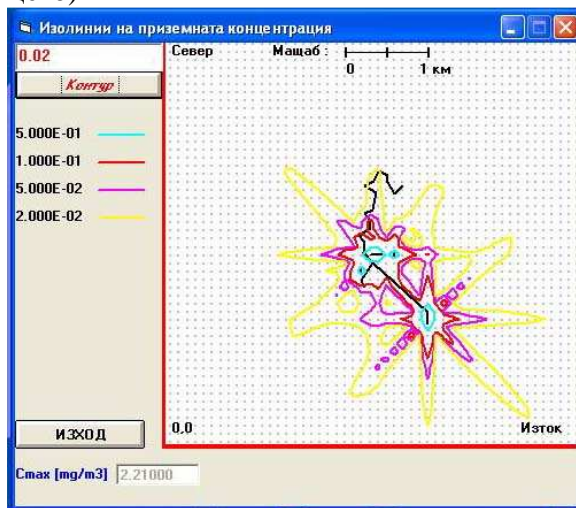 Изолинии на приземната концентрация
0.02
Север
Мащаб :
0
1 км
Контур
5.000E-01
1.000E-01
5.000E-02
2.000E-02
0.0
Изток
ИЗХОД
Cmax [mg/m3]
2.21000